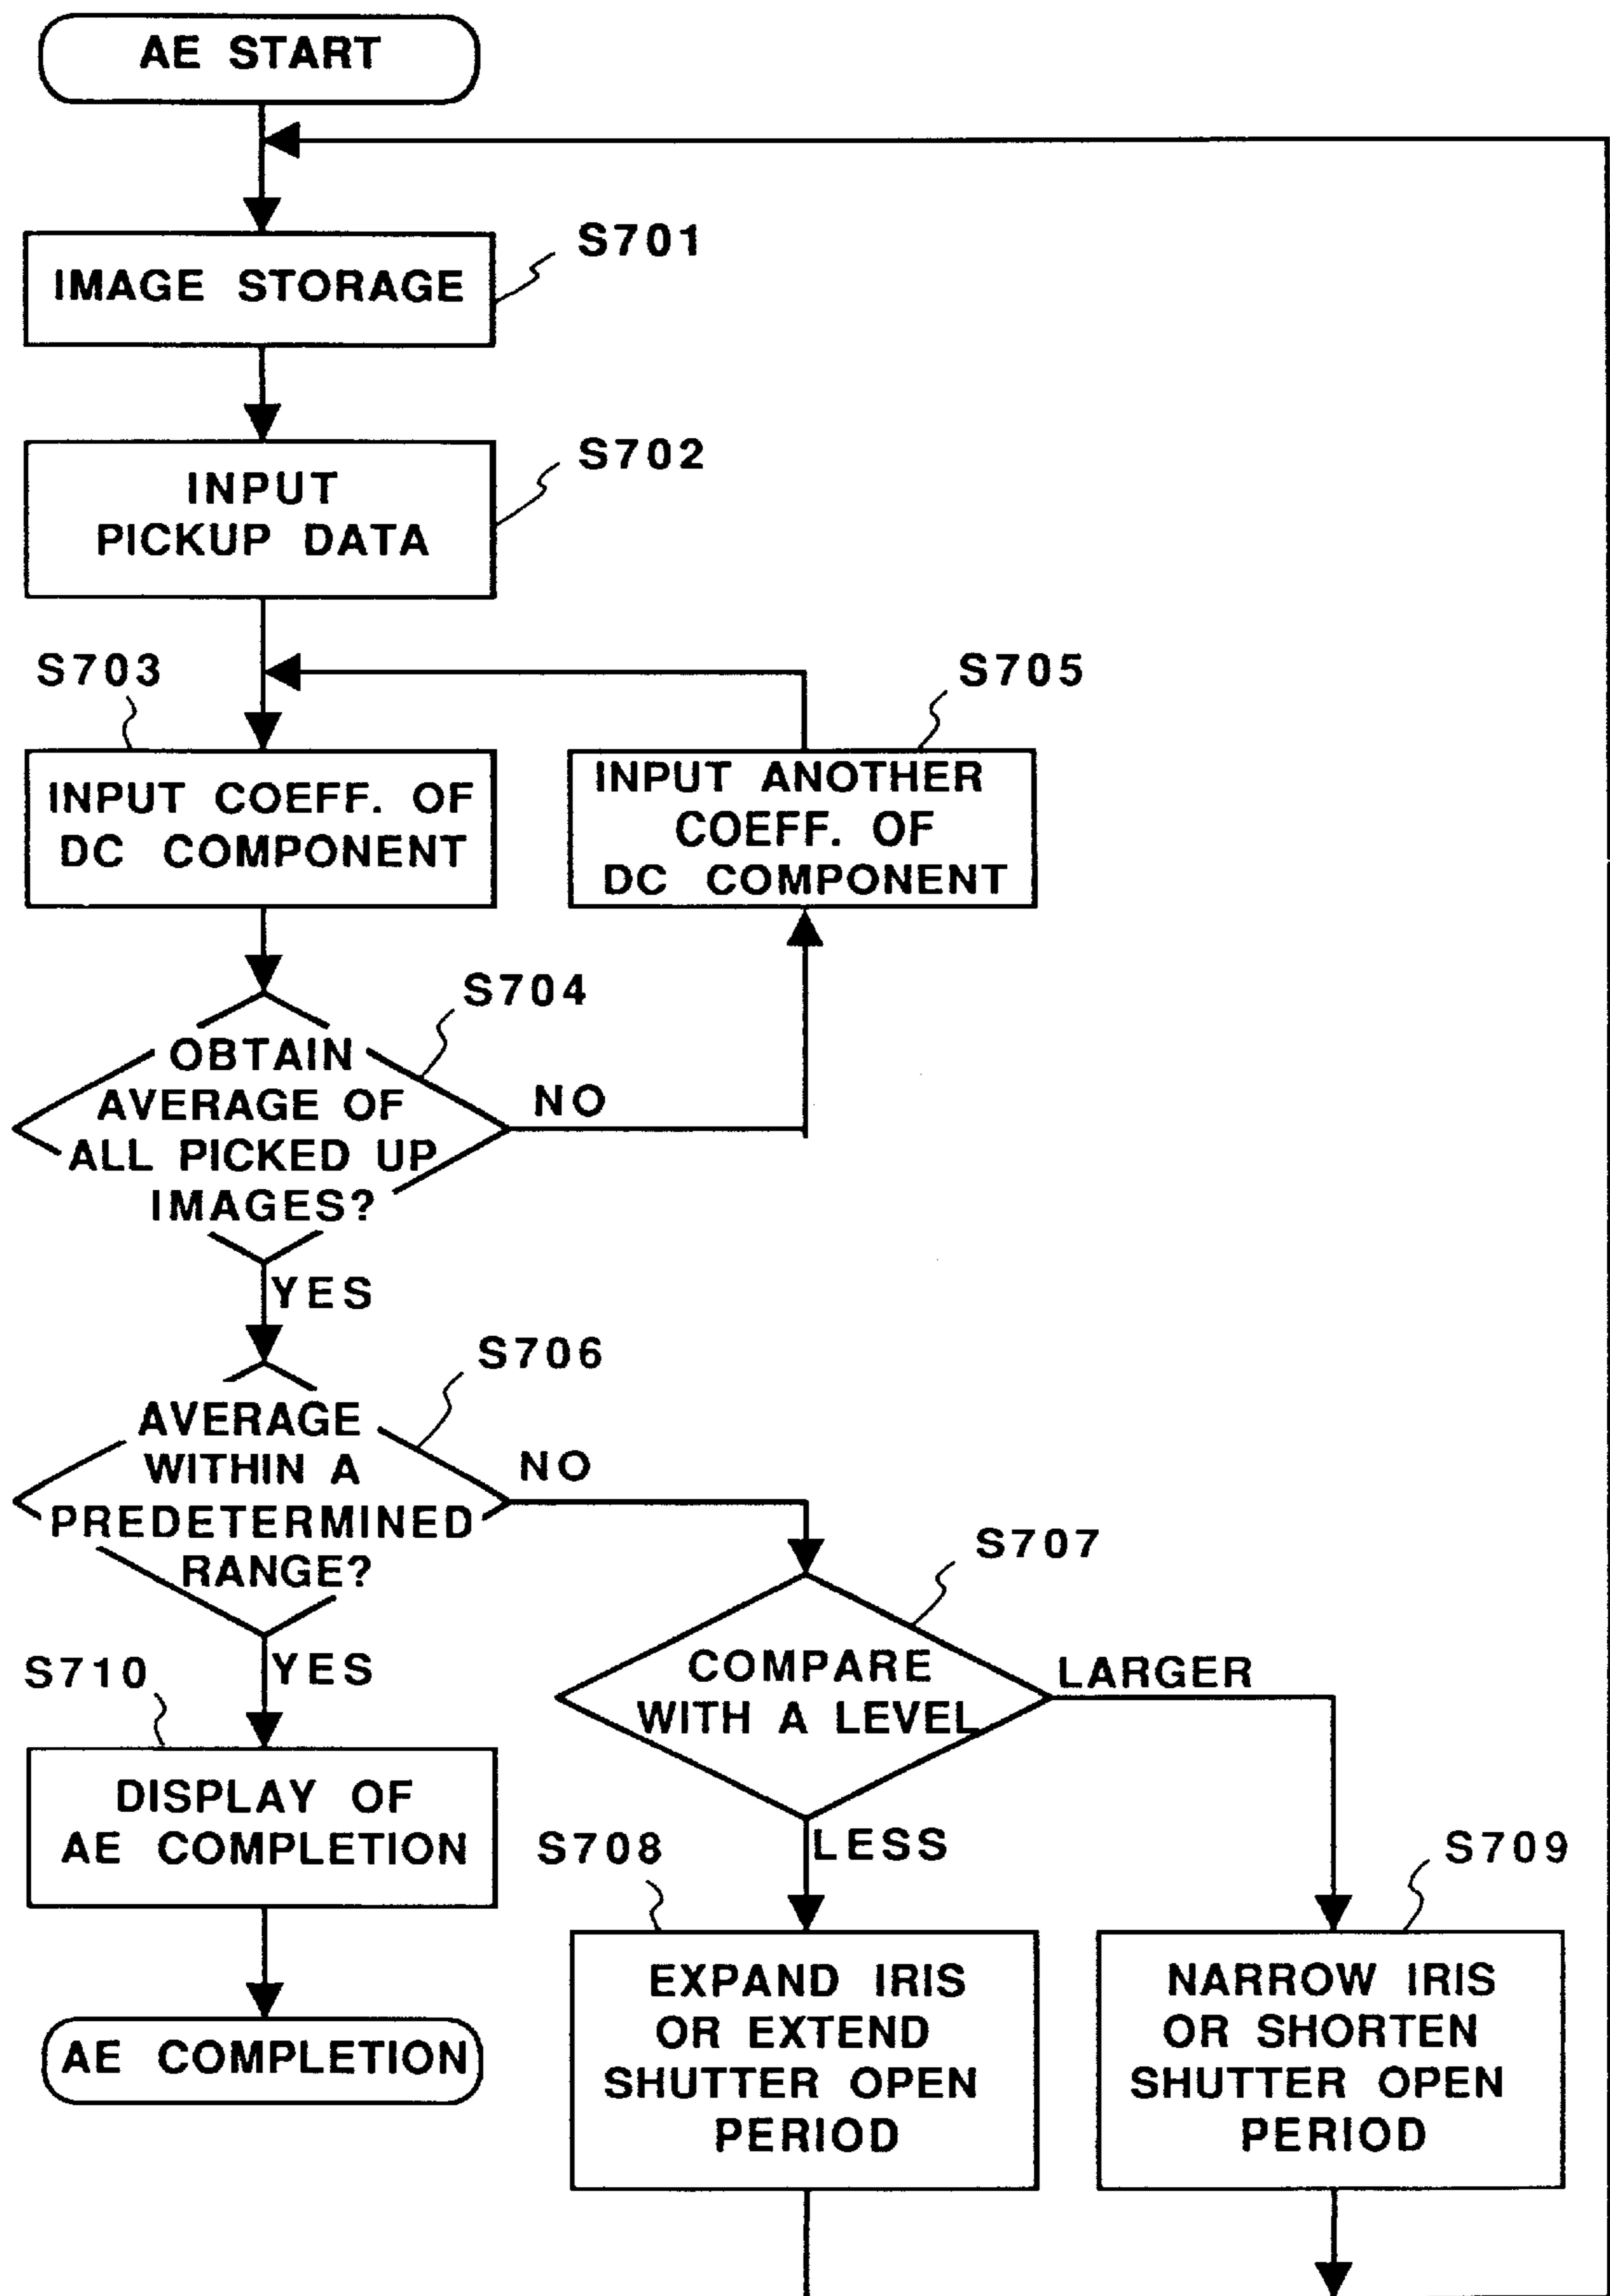 AE START
S701
IMAGE STORAGE
S702
INPUT
PICKUP DATA
S703
S705
INPUT COEFF. OF
DC COMPONENT
INPUT ANOTHER
COEFF. OF
DC COMPONENT
S704
OBTAIN
AVERAGE OF
ALL PICKED UP
IMAGES?
NO
YES
S706
AVERAGE
WITHIN A
PREDETERMINED
RANGE?
NO
S707
S710
YES
COMPARE
WITH A LEVEL
LARGER
DISPLAY OF
AE COMPLETION
S708
LESS
S709
EXPAND IRIS
OR EXTEND
SHUTTER OPEN
PERIOD
NARROW IRIS
OR SHORTEN
SHUTTER OPEN
PERIOD
AE COMPLETION